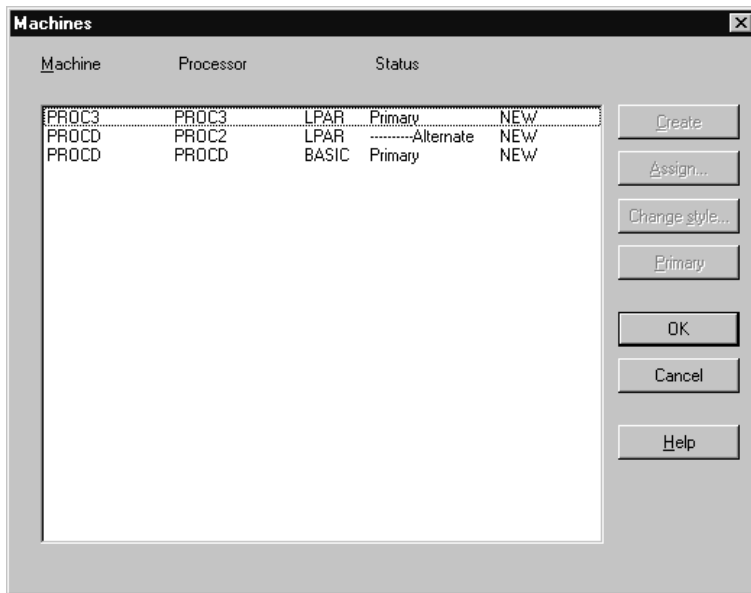 Machines
Machine Processor Status
PROC3 PROC3 LPAR Primary NEW
PROCD PROC2 LPAR ---------Alternate NEW
PROCD PROCD BASIC Primary NEW
Create
Assign...
Change style...
Primary
OK
Cancel
Help